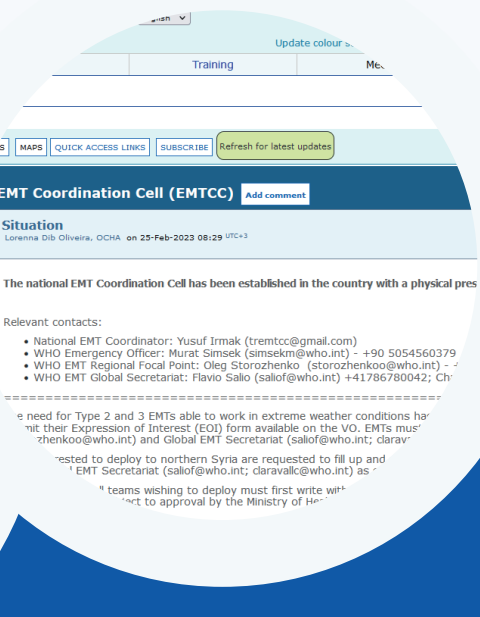 Update colour
Training
MAPS QUICK ACCESS LINKS SUBSCRIBE Refresh for latest updates
EMT Coordination Cell (EMTCC) Add comment
Situation
Lorenna Dib Oliveira, OCHA on 25-Feb-2023 08:29 UTC+3
The national EMT Coordination Cell has been established in the country with a physical pres
Relevant contacts:
• National EMT Coordinator: Yusuf Irmak (tremtcc@gmail.com)
• WHO Emergency Officer: Murat Simsek (simsekm@who.int) - +90 5054560379
• WHO EMT Regional Focal Point: Oleg Storozhenko (storozhenkoo@who.int) -
• WHO EMT Global Secretariat: Flavio Salio (saliof@who.int) +41786780042;
need for Type 2 and 3 EMTs able to work in extreme weather conditions
mit their Expression of Interest (EOI) form available on the VO. EMTs must
zhenkoo@who.int) and Global EMT Secretariat (saliof@who.int;
rested to deploy to northern Syria are requested to fill up and
EMT Secretariat (saliof@who.int; claravallc@who.int) as
teams wishing to deploy must first write with
ect to approval by the Ministry of